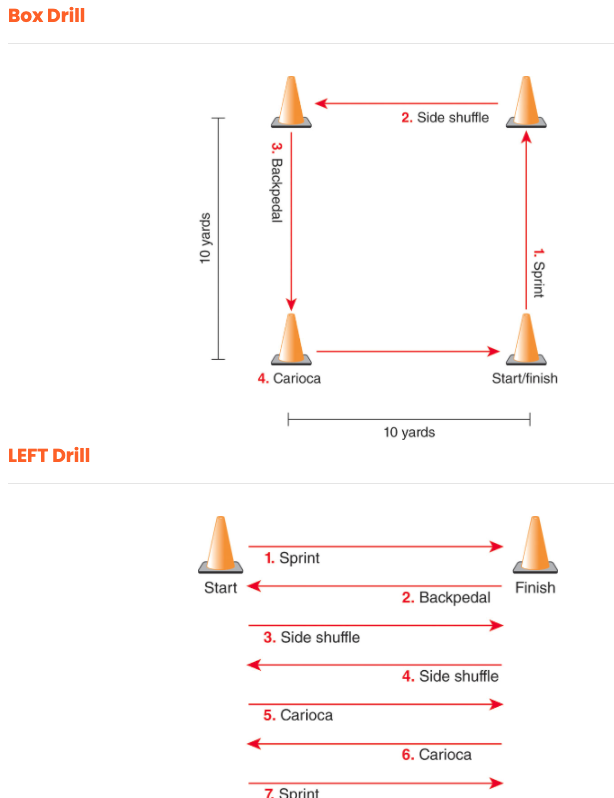 Box Drill
2. Side shuffle
3. Backpedal
10 yards
1. Sprint
4. Carioca
Start/finish
10 yards
LEFT Drill
1. Sprint
Start
2. Backpedal
Finish
3. Side shuffle
4. Side shuffle
5. Carioca
6. Carioca
7. Sprint